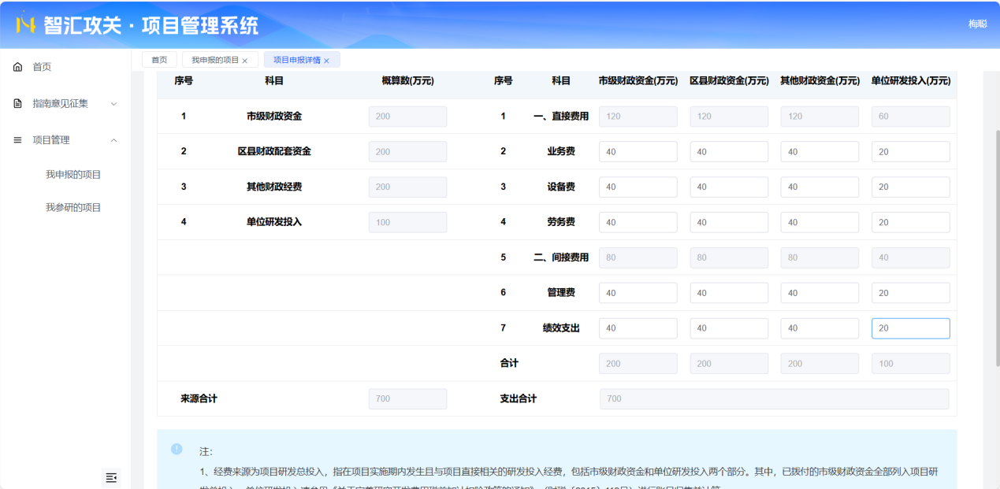 智汇攻关·项目管理系统
梅聪
首页
指南意见征集
项目管理
我申报的项目
我参研的项目
首页 我申报的项目 × 项目申报详情 ×
序号 科目 概算数(万元) 序号 科目 市级财政资金(万元) 区县财政资金(万元) 其他财政资金(万元) 单位研发投入(万元)
1 市级财政资金 200 1 一、直接费用 120 120 120 60
2 区县财政配套资金 200 2 业务费 40 40 40 20
3 其他财政经费 200 3 设备费 40 40 40 20
4 单位研发投入 100 4 劳务费 40 40 40 20
5 二、间接费用 80 80 80 40
6 管理费 40 40 40 20
7 绩效支出 40 40 40 20
合计 200 200 200 100
来源合计 700 支出合计 700
注：
1、经费来源为项目研发总投入，指在项目实施期内发生且与项目直接相关的研发投入经费，包括市级财政资金和单位研发投入两个部分。其中，已拨付的市级财政资金全部列入项目研